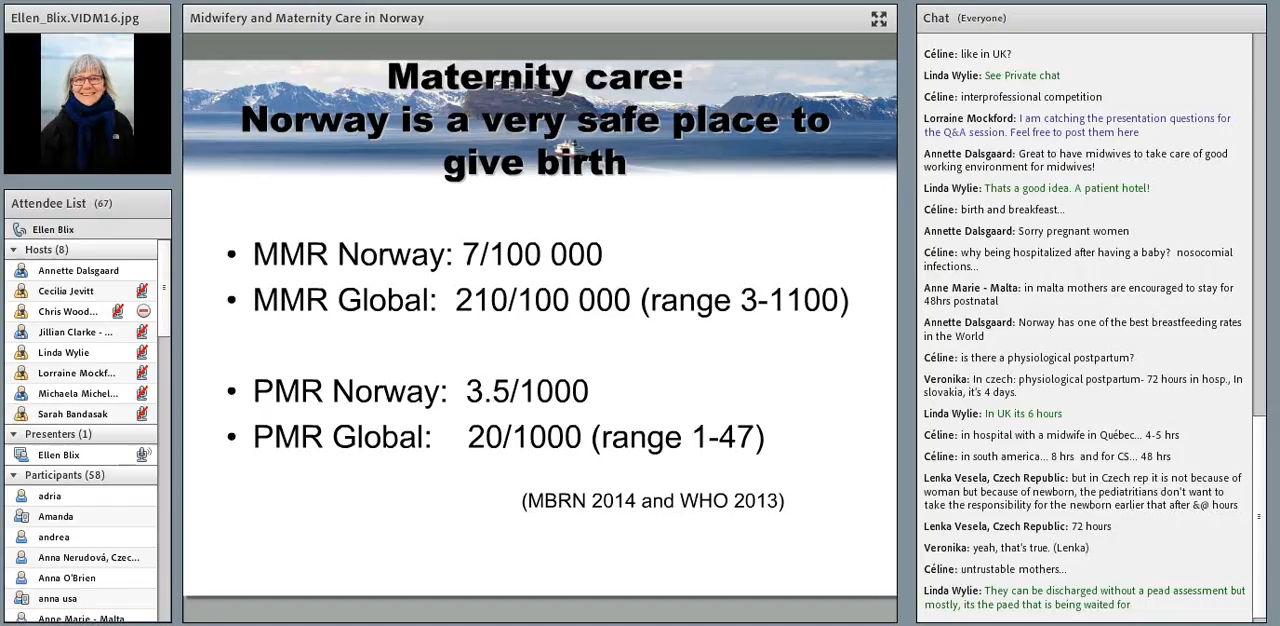 Ellen_Blix.VIDM16.jpg
Attendee List (67)
Ellen Blix
Hosts (8)
Annette Dalsgaard
Cecilia Jevitt
Chris Wood...
Jillian Clarke - ...
Linda Wylie
Lorraine Mockf...
Michaela Michel...
Sarah Bandasak
Presenters (1)
Ellen Blix
Participants (58)
adria
Amanda
andrea
Anna Nerudová, Czec...
Anna O'Brien
anna usa
Anne Marie - Malta
Midwifery and Maternity Care in Norway
Maternity care:
Norway is a very safe place to
give birth
• MMR Norway: 7/100 000
• MMR Global: 210/100 000 (range 3-1100)
• PMR Norway: 3.5/1000
• PMR Global: 20/1000 (range 1-47)
(MBRN 2014 and WHO 2013)
Chat (Everyone)
Céline: like in UK?
Linda Wylie: See Private chat
Céline: interprofessional competition
Lorraine Mockford: I am catching the presentation questions for
the Q&A session. Feel free to post them here
Annette Dalsgaard: Great to have midwives to take care of good
working environment for midwives!
Linda Wylie: Thats a good idea. A patient hotel!
Céline: birth and breakfeast...
Annette Dalsgaard: Sorry pregnant women
Céline: why being hospitalized after having a baby? nosocomial
infections...
Anne Marie - Malta: in malta mothers are encouraged to stay for
48hrs postnatal
Annette Dalsgaard: Norway has one of the best breastfeeding rates
in the World
Céline: is there a physiological postpartum?
Veronika: In czech: physiological postpartum- 72 hours in hosp., In
slovakia, it's 4 days.
Linda Wylie: In UK its 6 hours
Céline: in hospital with a midwife in Québec... 4-5 hrs
Céline: in south america... 8 hrs and for CS... 48 hrs
Lenka Vesela, Czech Republic: but in Czech rep it is not because of
woman but because of newborn, the pediatritians don't want to
take the responsibility for the newborn earlier that after &@ hours
Lenka Vesela, Czech Republic: 72 hours
Veronika: yeah, that's true. (Lenka)
Céline: untrustable mothers...
Linda Wylie: They can be discharged without a pead assessment but
mostly, its the paed that is being waited for